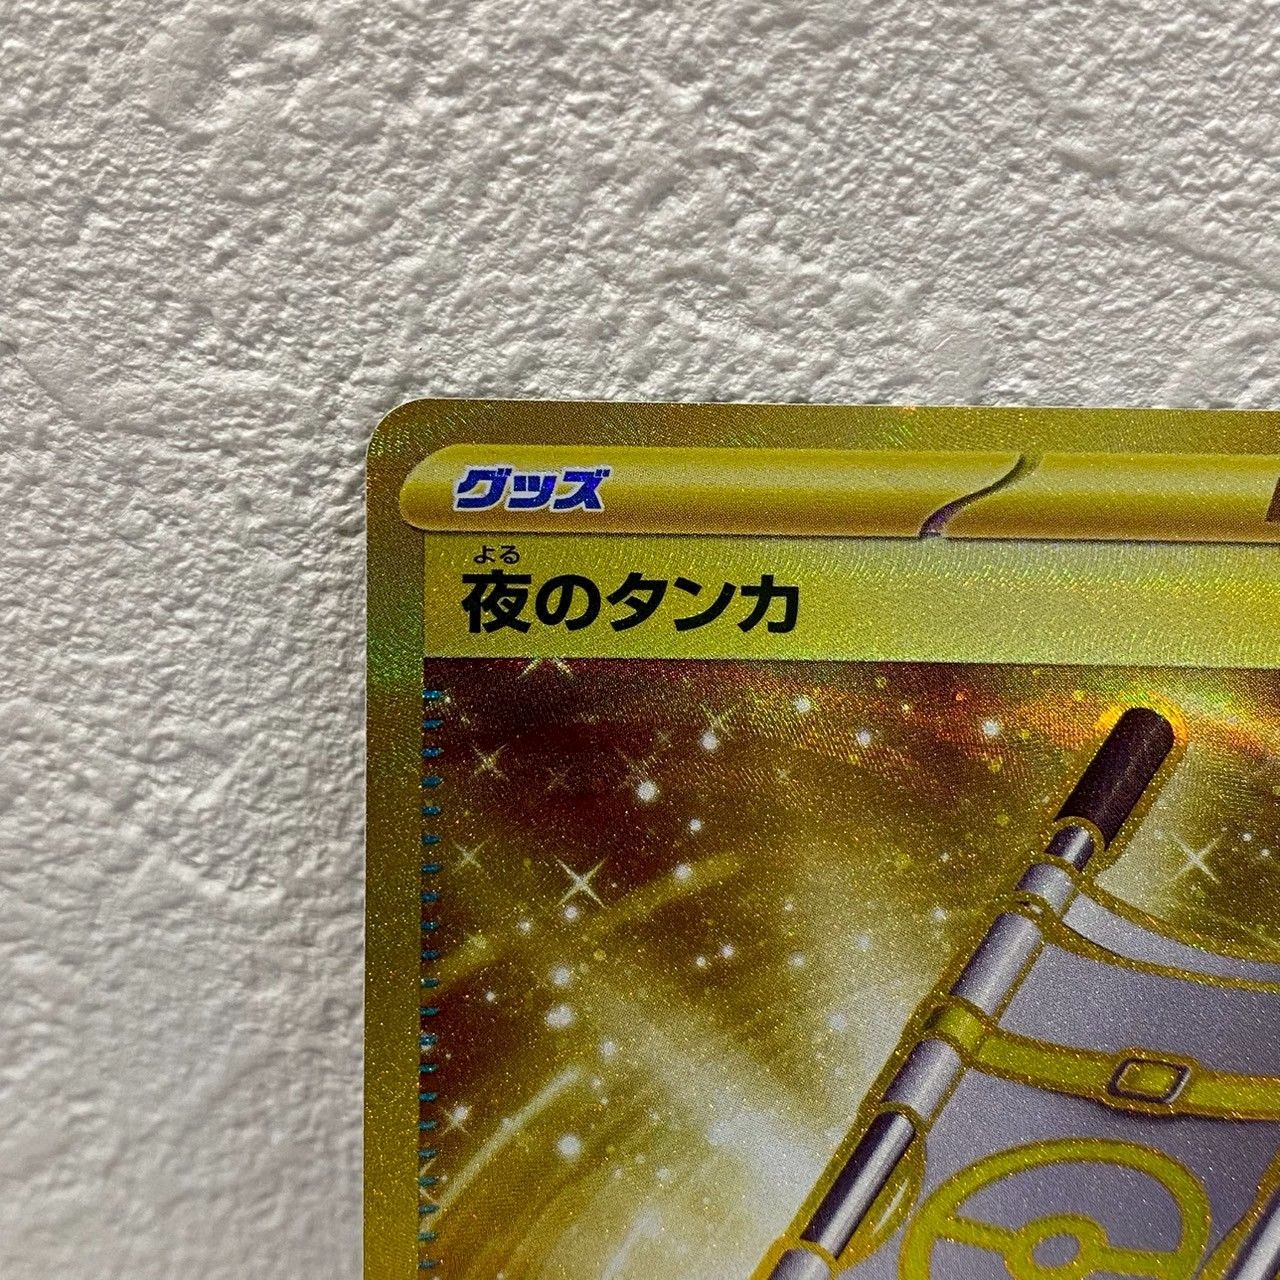 グッズ
よる
夜のタンカ